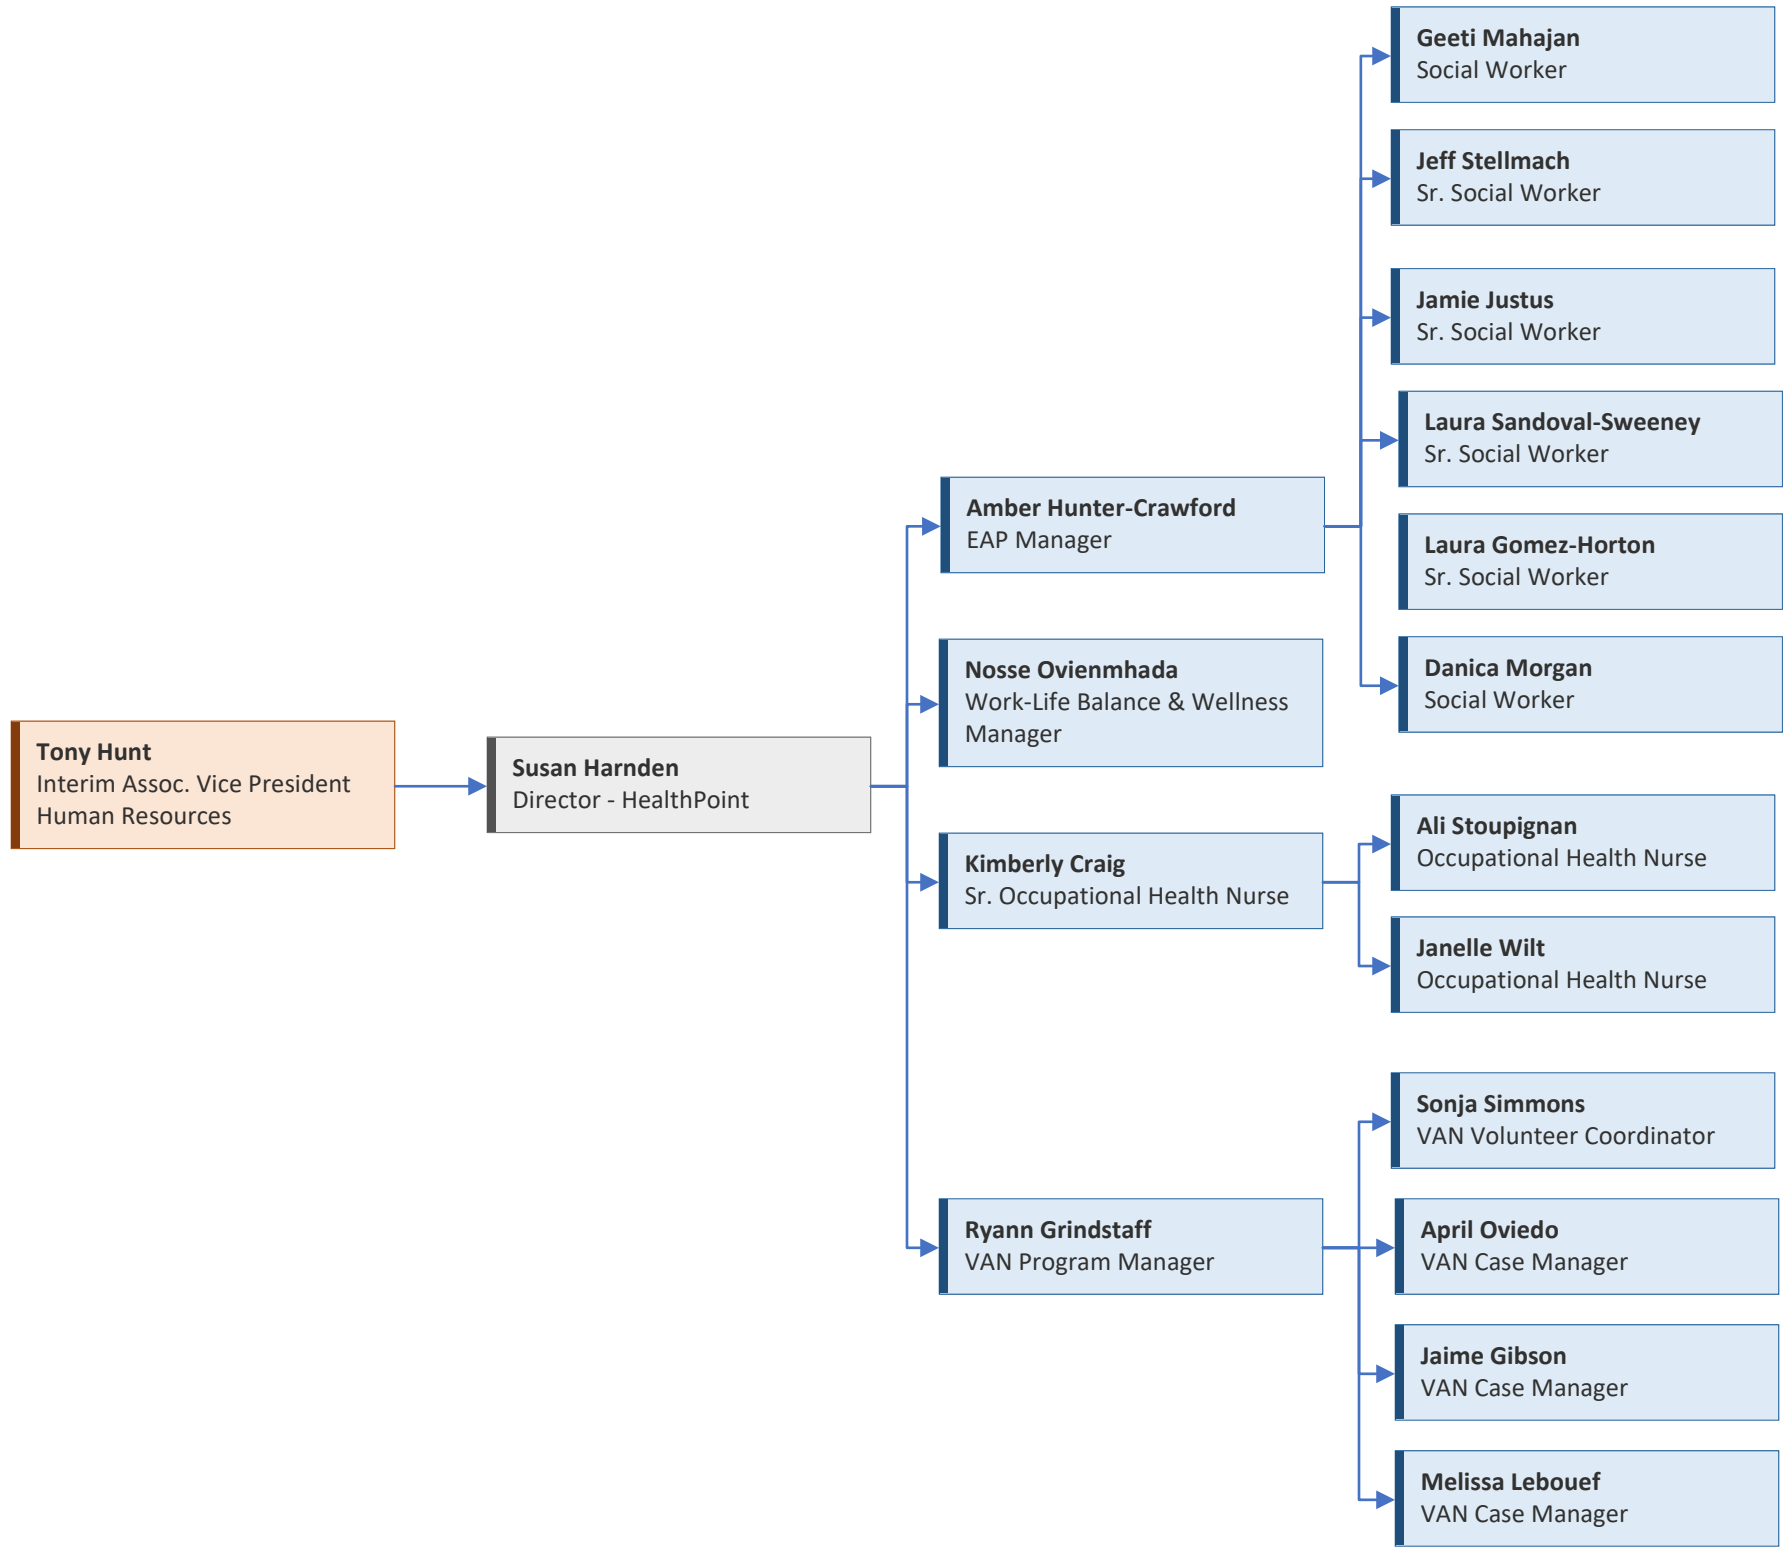 Geeti Mahajan
Social Worker
Jeff Stellmach
Sr. Social Worker
Jamie Justus
Sr. Social Worker
Laura Sandoval-Sweeney
Sr. Social Worker
Amber Hunter-Crawford
EAP Manager
Laura Gomez-Horton
Sr. Social Worker
Nosse Ovienmhada
Work-Life Balance & Wellness
Manager
Danica Morgan
Social Worker
Tony Hunt
Interim Assoc. Vice President
Human Resources
Susan Harnden
Director - HealthPoint
Kimberly Craig
Sr. Occupational Health Nurse
Ali Stoupignan
Occupational Health Nurse
Janelle Wilt
Occupational Health Nurse
Sonja Simmons
VAN Volunteer Coordinator
Ryann Grindstaff
VAN Program Manager
April Oviedo
VAN Case Manager
Jaime Gibson
VAN Case Manager
Melissa Lebouef
VAN Case Manager